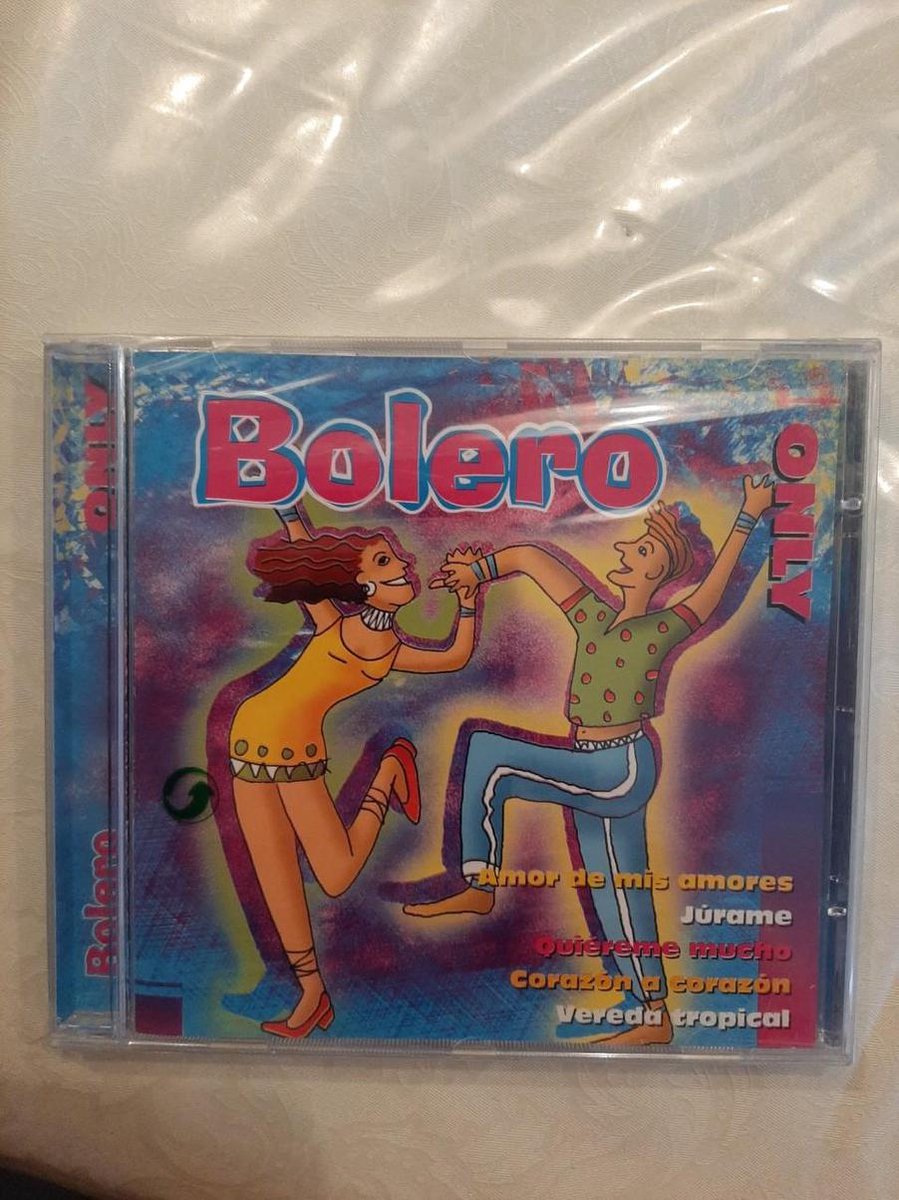 Bolero
ONLY
Amor de mis amores
Júrame
Quiéreme mucho
Corazón a corazón
Vereda tropical
ONLY
Bolero